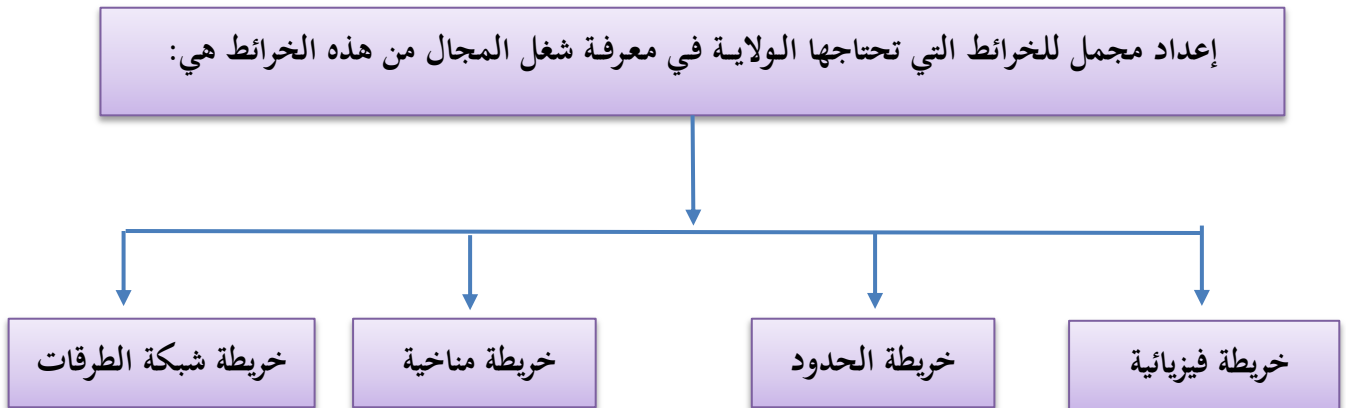 إعداد مجمل للخرائط التي تحتاجها الولاية في معرفة شغل المجال من هذه الخرائط هي:
خريطة فيزيائية
خريطة الحدود
خريطة مناخية
خريطة شبكة الطرقات